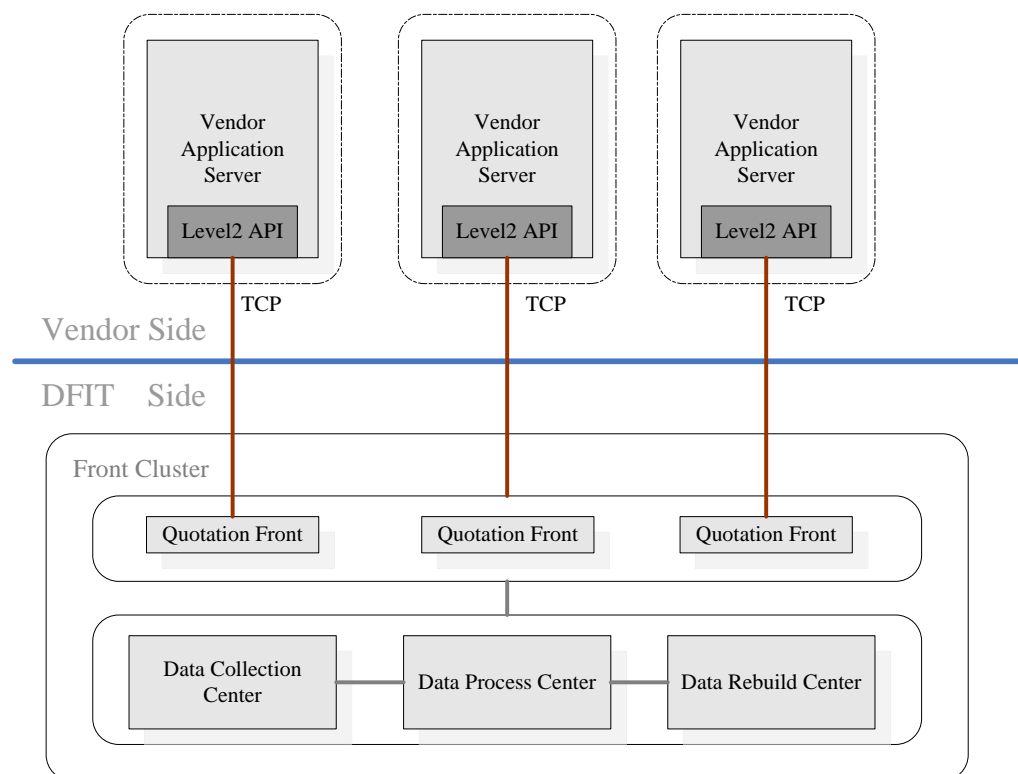 Vendor
Application
Server
Level2 API
Vendor
Application
Server
Level2 API
Vendor
Application
Server
Level2 API
TCP
TCP
TCP
Vendor Side
DFIT Side
Front Cluster
Quotation Front
Quotation Front
Quotation Front
Data Collection
Center
Data Process Center
Data Rebuild Center